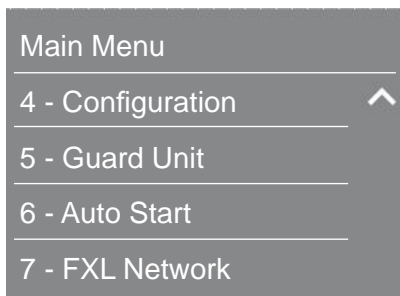 Main Menu
4 - Configuration
5 - Guard Unit
6 - Auto Start
7 - FXL Network